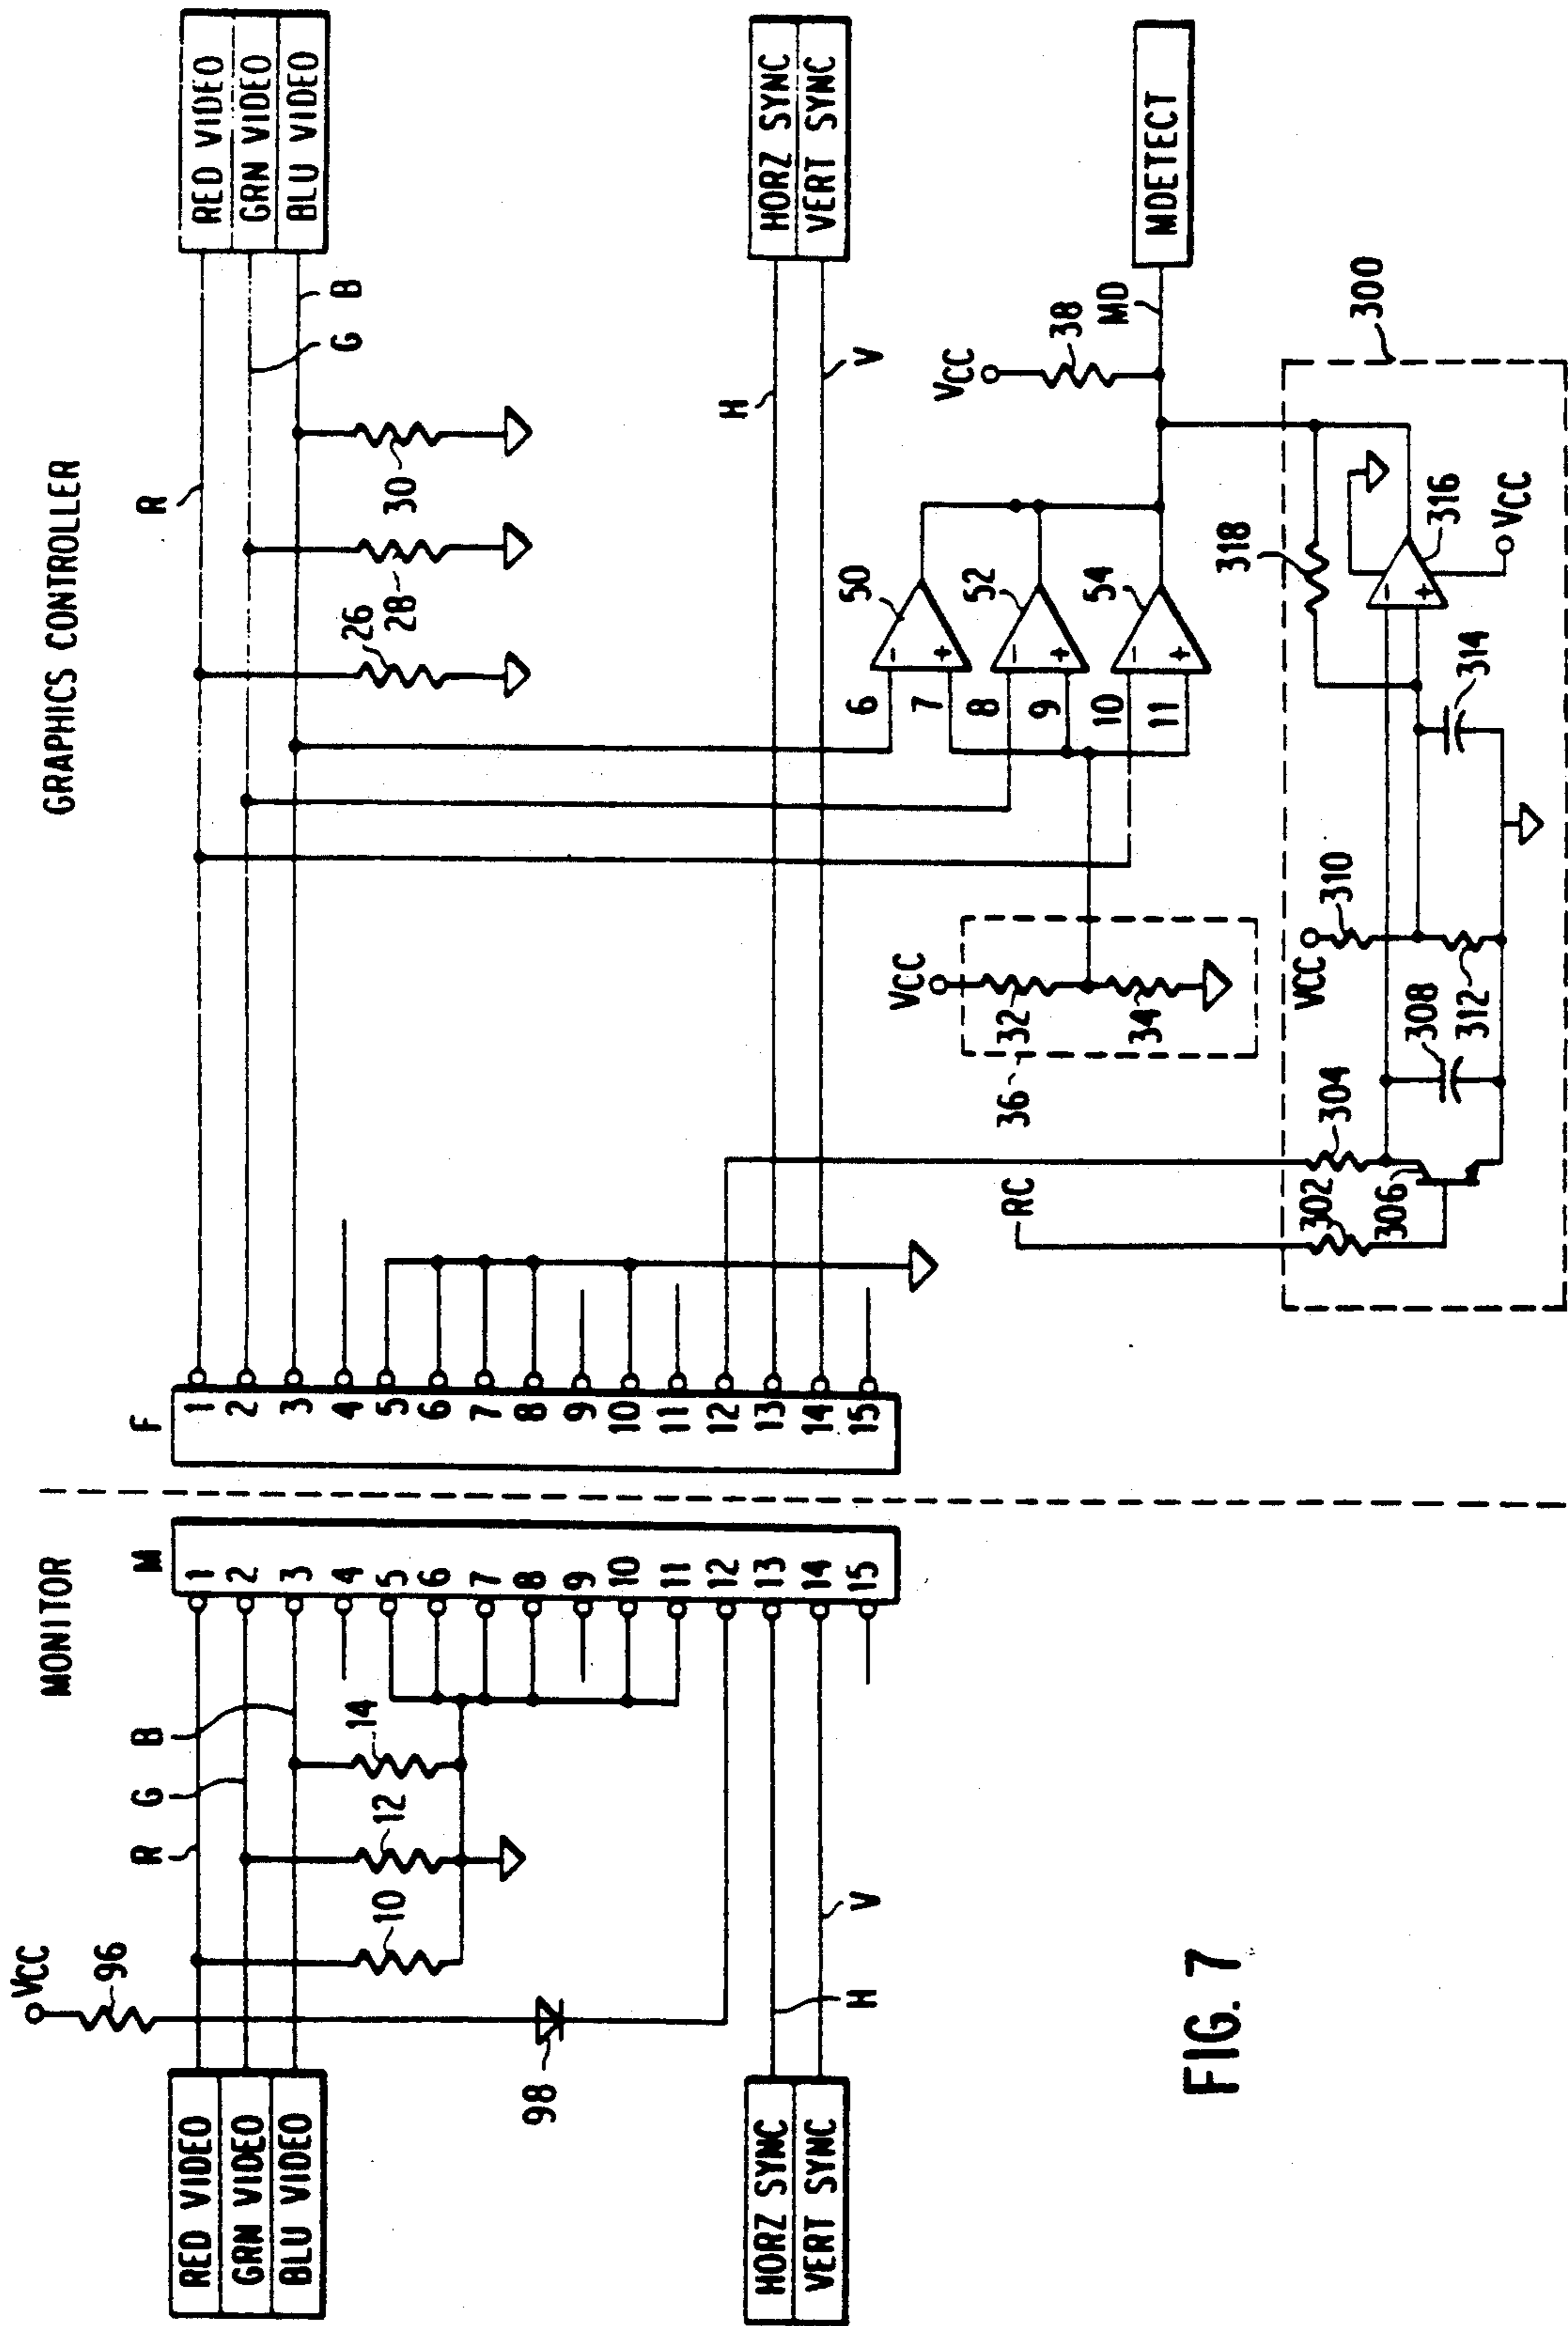 MONITOR
GRAPHICS CONTROLLER
RED VIDEO
GRN VIDEO
BLU VIDEO
HORZ SYNC
VERT SYNC
VCC
96
98
R
G
B
10
12
14
H
V
M
1
2
3
4
5
6
7
8
9
10
11
12
13
14
15
F
1
2
3
4
5
6
7
8
9
10
11
12
13
14
15
R
G
B
26
28
30
H
V
RED VIDEO
GRN VIDEO
BLU VIDEO
HORZ SYNC
VERT SYNC
MDETECT
MD
VCC
38
50
52
54
6
7
8
9
10
11
-
+
-
+
-
+
VCC
32
34
36
RC
300
302
304
306
308
VCC
310
312
314
316
318
-
+
VCC
FIG. 7